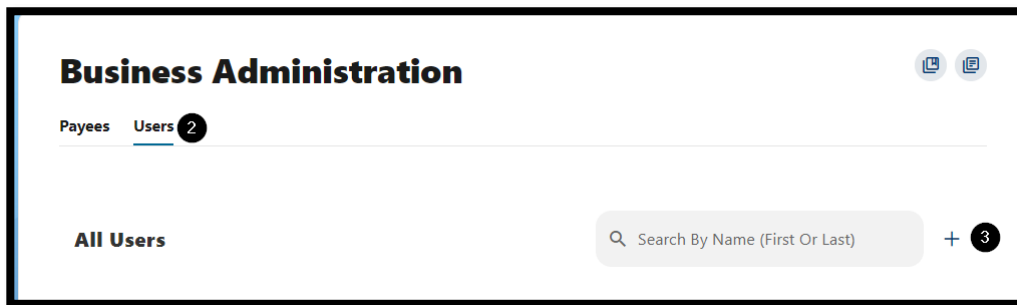 Business Administration
Payees Users 2
All Users Search By Name (First Or Last) + 3